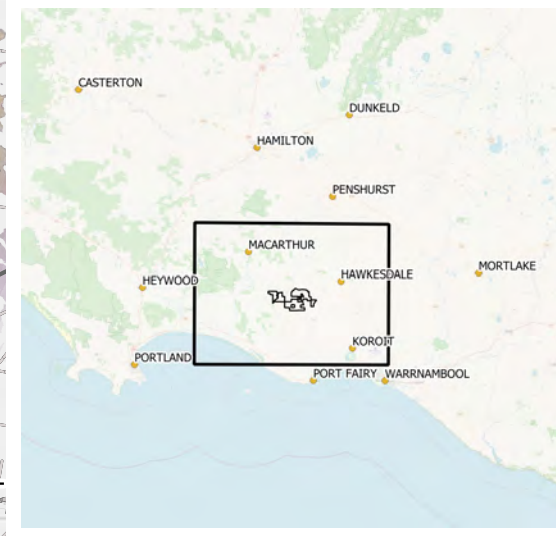 CASTERTON
DUNKELD
HAMILTON
PENSHURST
MACARTHUR
MORTLAKE
HAWKESDALE
HEYWOOD
KOROIT
PORTLAND
PORT FAIRY
WARRNAMBOOL